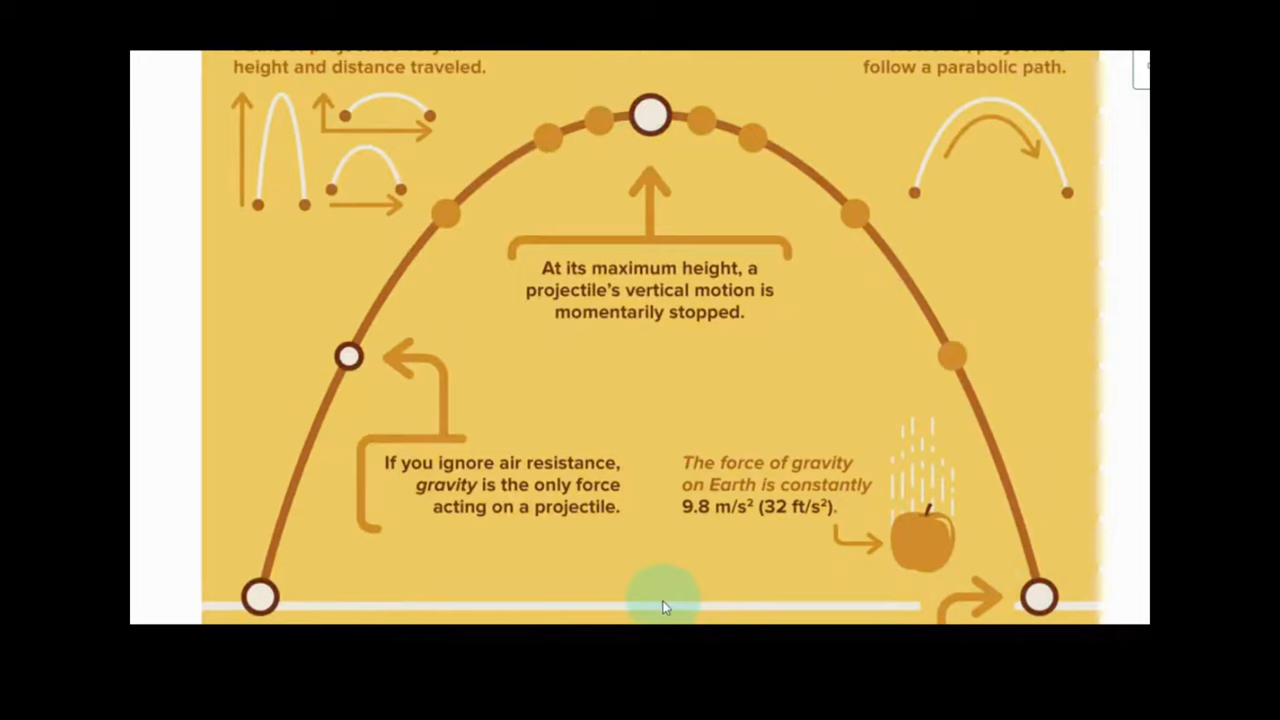 height and distance traveled.
follow a parabolic path.
At its maximum height, a
projectile's vertical motion is
momentarily stopped.
If you ignore air resistance,
gravity is the only force
acting on a projectile.
The force of gravity
on Earth is constantly
9.8 m/s² (32 ft/s²).